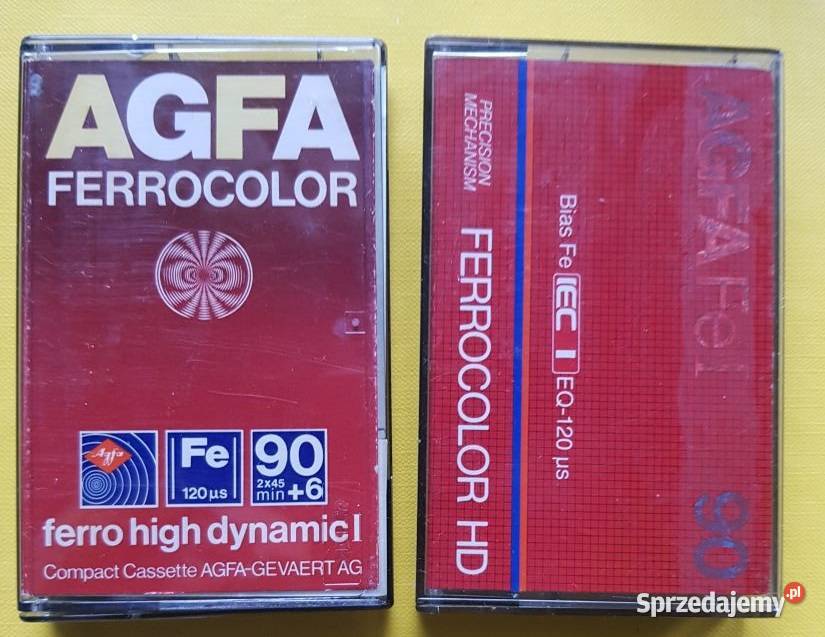 AGFA
FERROCOLOR
Agfa
Fe
120 µs
90
2x45
min +6
ferro high dynamic I
Compact Cassette AGFA-GEVAERT AG
AGFA Fe I 90
Bias Fe IEC I EQ-120 µs
PRECISION
MECHANISM
FERROCOLOR HD
Sprzedajemy.pl